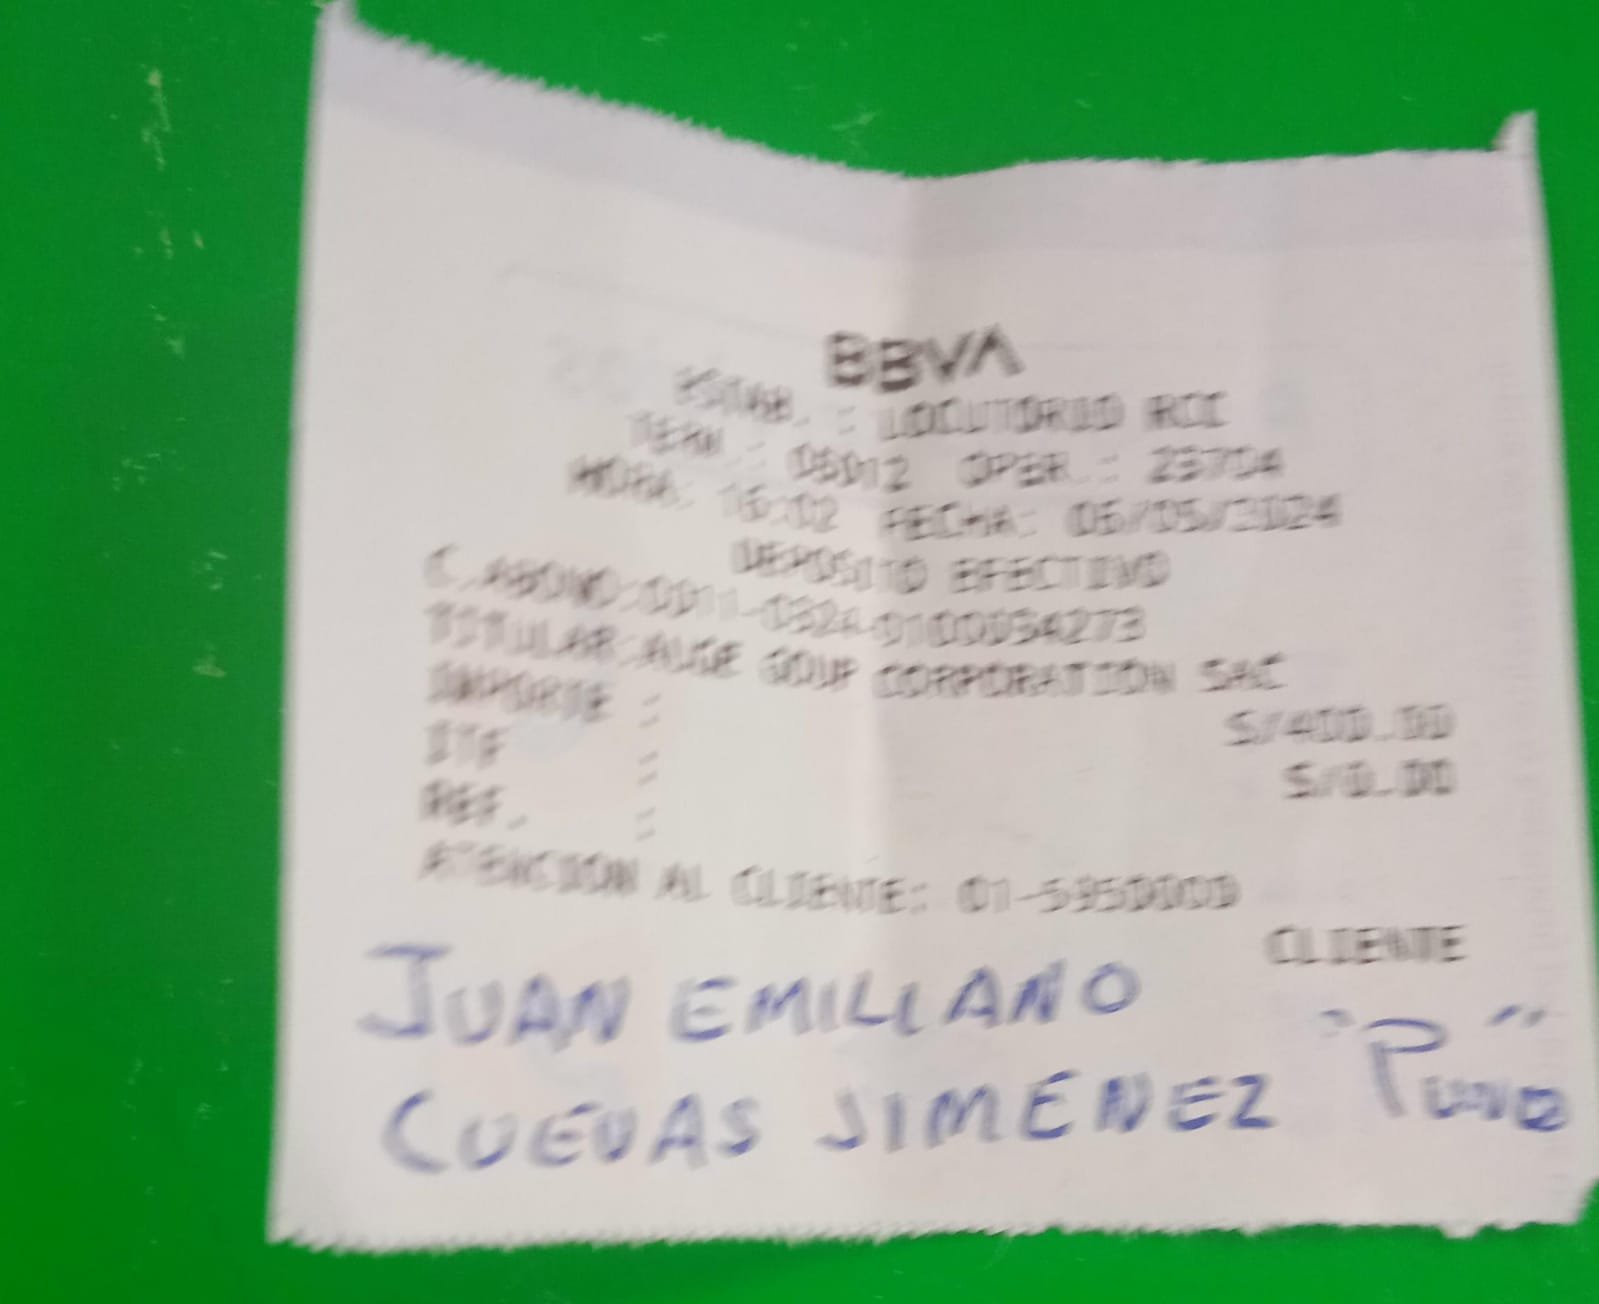 BBVA
ESTAB. : LOCUTORIO RCC
TERM : 06012 OPER.: 23704
HORA: 16:02 FECHA: 06/05/2024
DEPOSITO EFECTIVO
C.ABONO:0011-0324-0100034273
TITULAR:AUGE GOUP CORPORATION SAC
IMPORTE : S/400.00
ITF : S/0.00
REF. :
ATENCION AL CLIENTE: 01-5950000
CLIENTE
JUAN EMILIANO
CUEVAS JIMENEZ "PUNO"